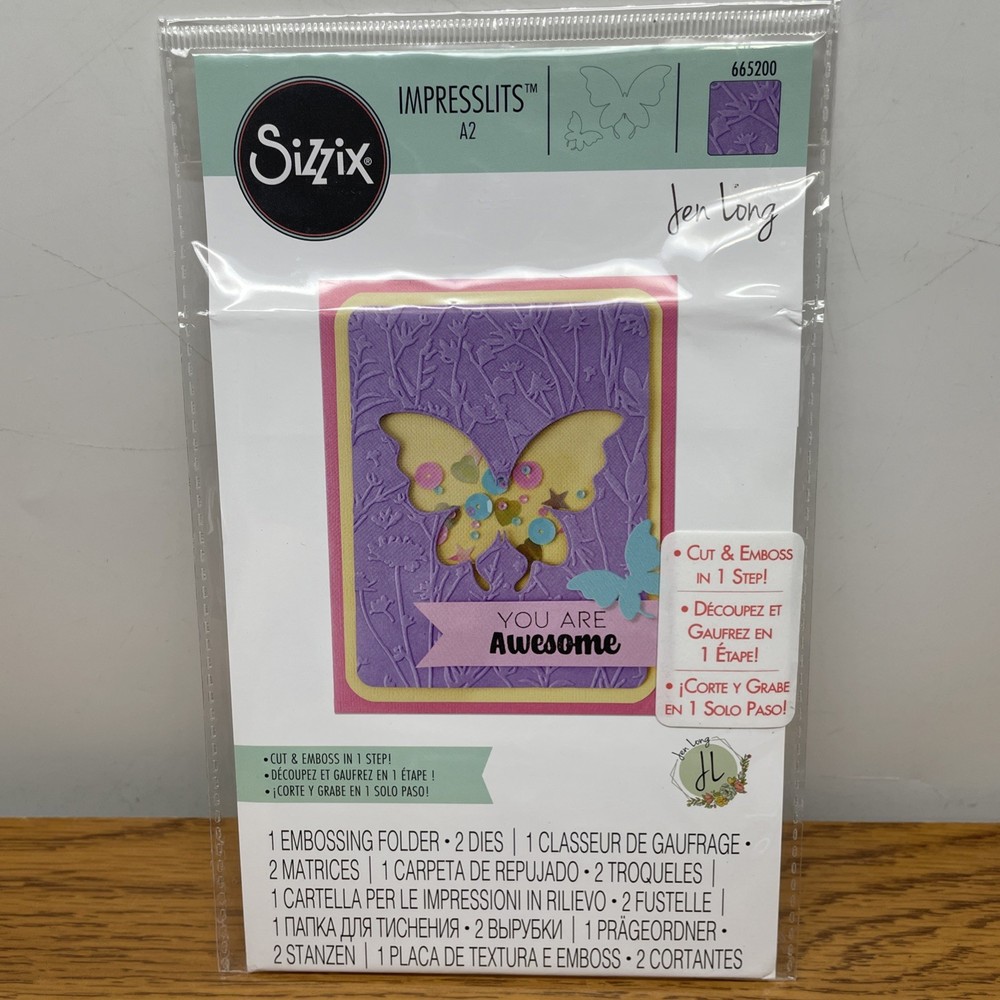 Sizzix®
IMPRESSLITS™
A2
665200
Jen Long
YOU ARE
Awesome
• CUT & EMBOSS
IN 1 STEP!
• DÉCOUPEZ ET
GAUFREZ EN
1 ÉTAPE!
• ¡CORTE Y GRABE
EN 1 SOLO PASO!
Jen Long
JL
• CUT & EMBOSS IN 1 STEP!
• DÉCOUPEZ ET GAUFREZ EN 1 ÉTAPE !
• ¡CORTE Y GRABE EN 1 SOLO PASO!
1 EMBOSSING FOLDER • 2 DIES | 1 CLASSEUR DE GAUFRAGE •
2 MATRICES | 1 CARPETA DE REPUJADO • 2 TROQUELES |
1 CARTELLA PER LE IMPRESSIONI IN RILIEVO • 2 FUSTELLE |
1 ПАПКА ДЛЯ ТИСНЕНИЯ • 2 ВЫРУБКИ | 1 PRÄGEORDNER •
2 STANZEN | 1 PLACA DE TEXTURA E EMBOSS • 2 CORTANTES